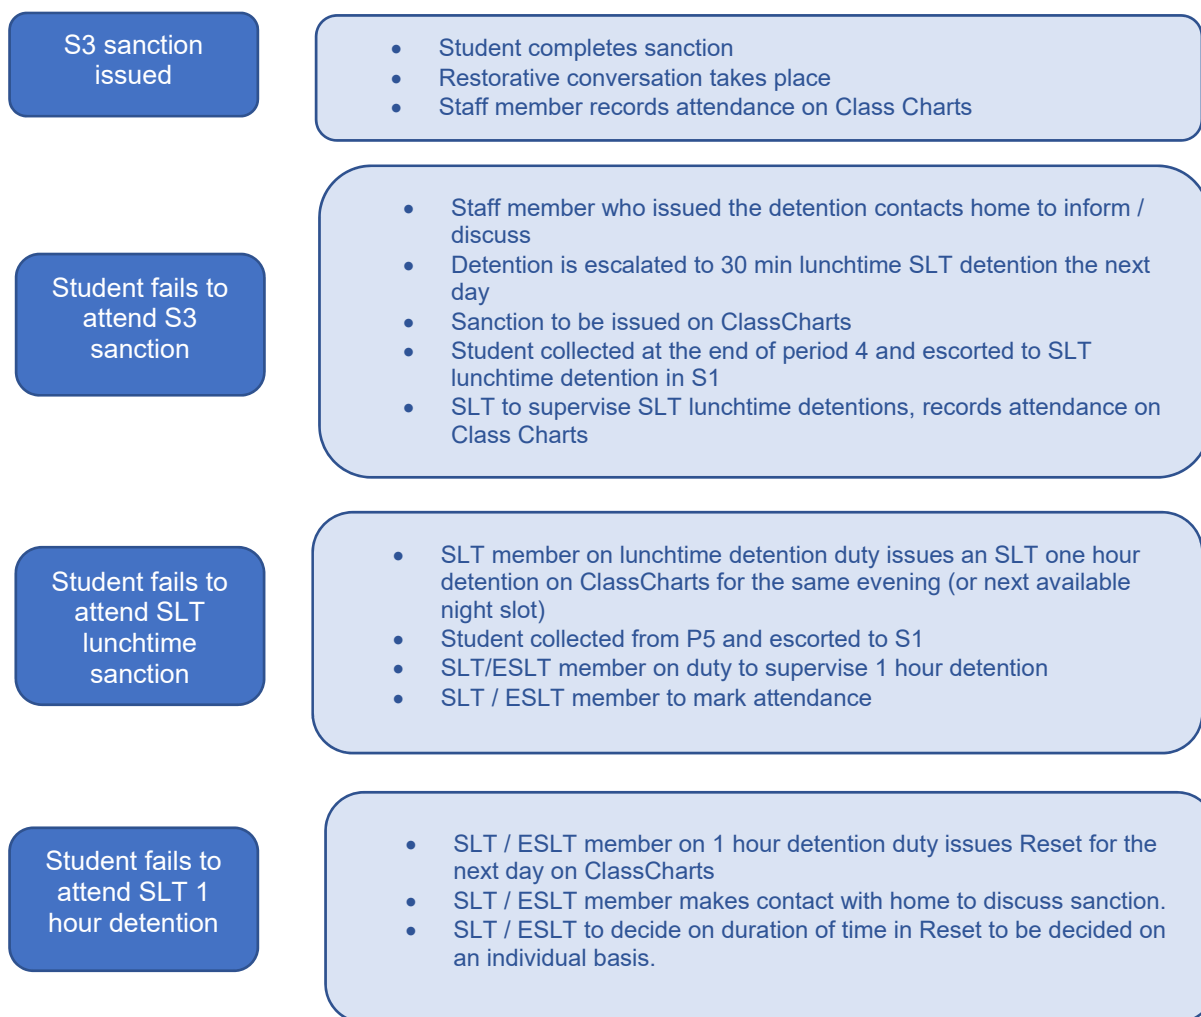 S3 sanction
issued
• Student completes sanction
• Restorative conversation takes place
• Staff member records attendance on Class Charts
Student fails to
attend S3
sanction
• Staff member who issued the detention contacts home to inform /
discuss
• Detention is escalated to 30 min lunchtime SLT detention the next
day
• Sanction to be issued on ClassCharts
• Student collected at the end of period 4 and escorted to SLT
lunchtime detention in S1
• SLT to supervise SLT lunchtime detentions, records attendance on
Class Charts
Student fails to
attend SLT
lunchtime
sanction
• SLT member on lunchtime detention duty issues an SLT one hour
detention on ClassCharts for the same evening (or next available
night slot)
• Student collected from P5 and escorted to S1
• SLT/ESLT member on duty to supervise 1 hour detention
• SLT / ESLT member to mark attendance
Student fails to
attend SLT 1
hour detention
• SLT / ESLT member on 1 hour detention duty issues Reset for the
next day on ClassCharts
• SLT / ESLT member makes contact with home to discuss sanction.
• SLT / ESLT to decide on duration of time in Reset to be decided on
an individual basis.